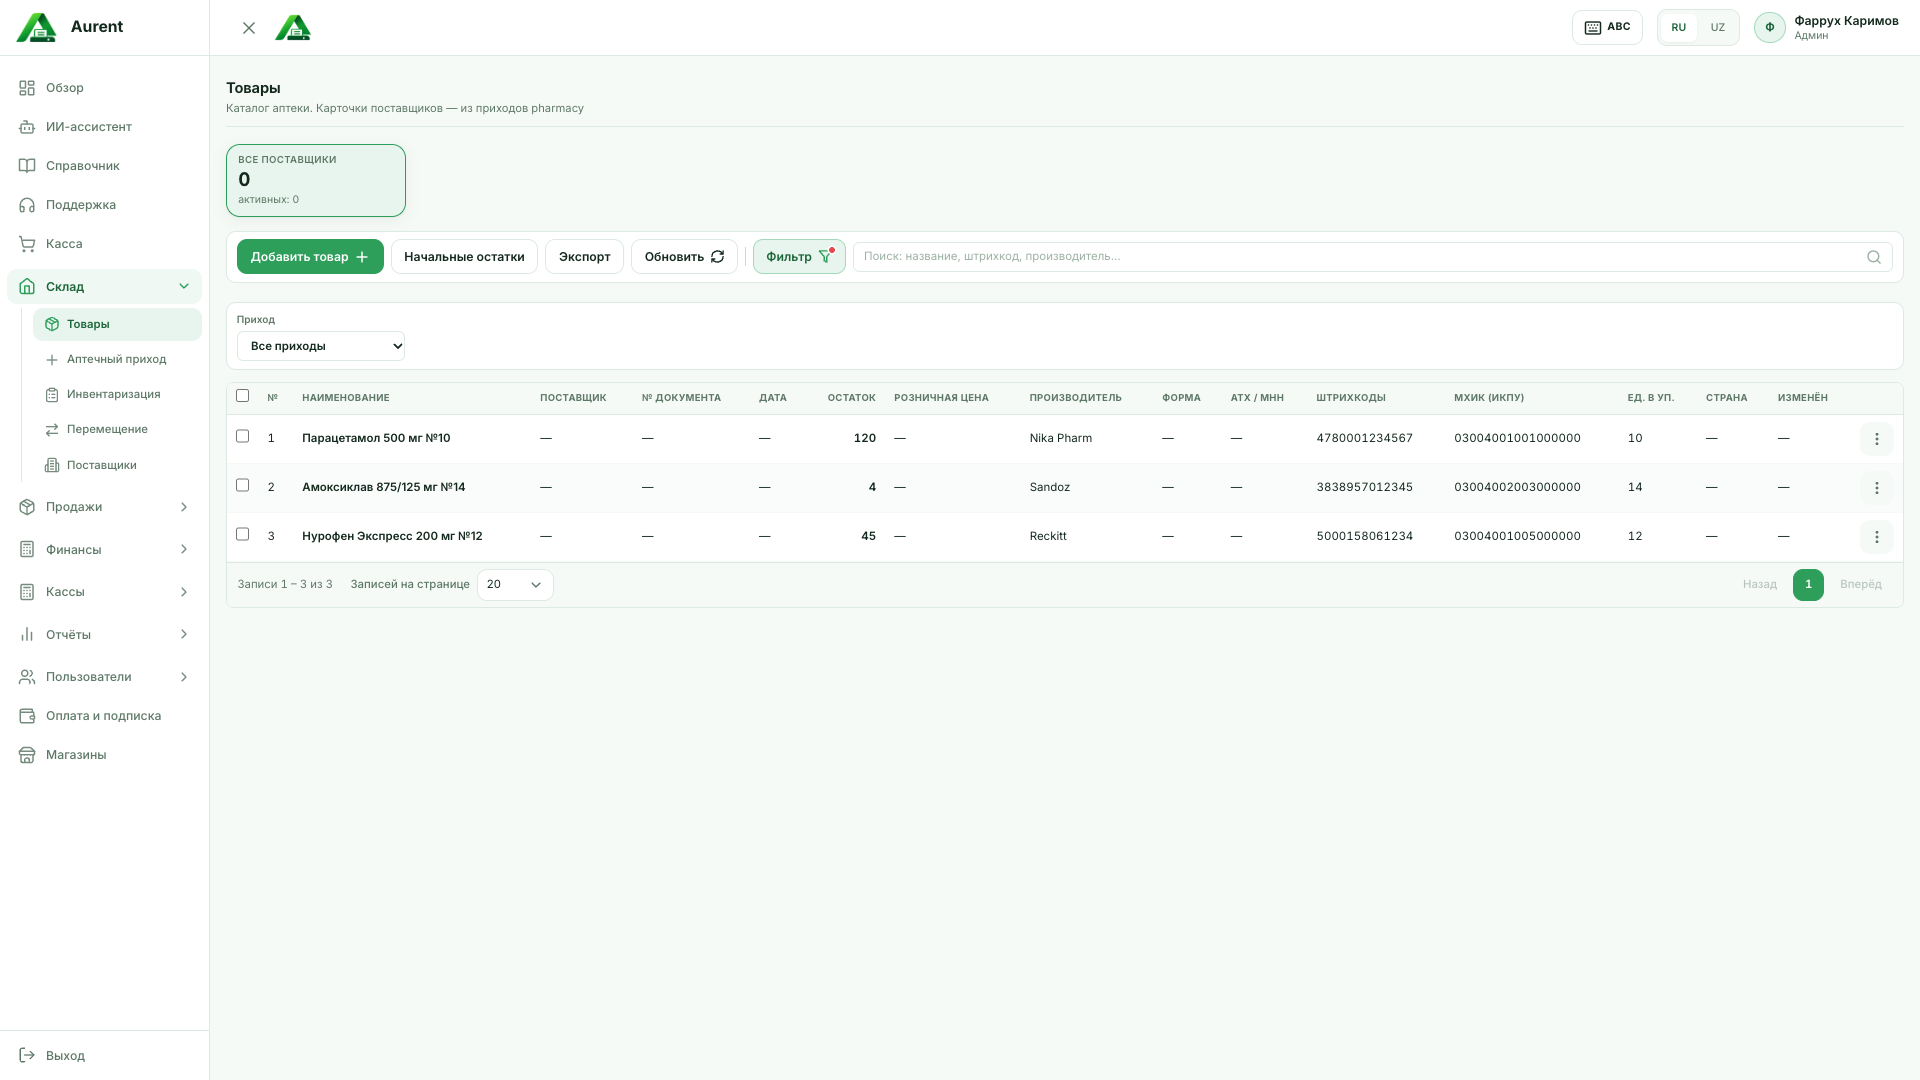 Aurent
ABC
RU
UZ
Ф
Фаррух Каримов
Админ
Обзор
ИИ-ассистент
Справочник
Поддержка
Касса
Склад
Товары
Аптечный приход
Инвентаризация
Перемещение
Поставщики
Продажи
Финансы
Кассы
Отчёты
Пользователи
Оплата и подписка
Магазины
Выход
Товары
Каталог аптеки. Карточки поставщиков — из приходов pharmacy
ВСЕ ПОСТАВЩИКИ
0
активных: 0
Добавить товар
Начальные остатки
Экспорт
Обновить
Фильтр
Поиск: название, штрихкод, производитель...
Приход
Все приходы
№ НАИМЕНОВАНИЕ ПОСТАВЩИК № ДОКУМЕНТА ДАТА ОСТАТОК РОЗНИЧНАЯ ЦЕНА ПРОИЗВОДИТЕЛЬ ФОРМА АТХ / МНН ШТРИХКОДЫ МХИК (ИКПУ) ЕД. В УП. СТРАНА ИЗМЕНЁН
1 Парацетамол 500 мг №10 — — — 120 — Nika Pharm — — 4780001234567 03004001001000000 10 — —
2 Амоксиклав 875/125 мг №14 — — — 4 — Sandoz — — 3838957012345 03004002003000000 14 — —
3 Нурофен Экспресс 200 мг №12 — — — 45 — Reckitt — — 5000158061234 03004001005000000 12 — —
Записи 1 – 3 из 3 Записей на странице 20
Назад 1 Вперёд